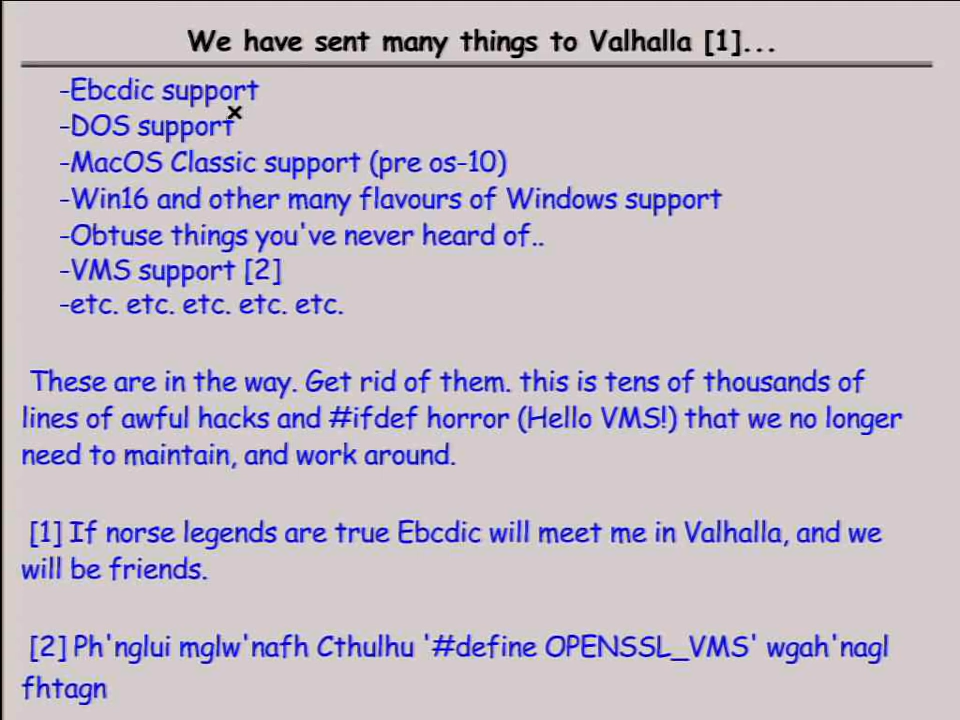 We have sent many things to Valhalla [1]...
-Ebcdic support
-DOS support
-MacOS Classic support (pre os-10)
-Win16 and other many flavours of Windows support
-Obtuse things you've never heard of..
-VMS support [2]
-etc. etc. etc. etc. etc.
These are in the way. Get rid of them. this is tens of thousands of
lines of awful hacks and #ifdef horror (Hello VMS!) that we no longer
need to maintain, and work around.
[1] If norse legends are true Ebcdic will meet me in Valhalla, and we
will be friends.
[2] Ph'nglui mglw'nafh Cthulhu '#define OPENSSL_VMS' wgah'nagl
fhtagn